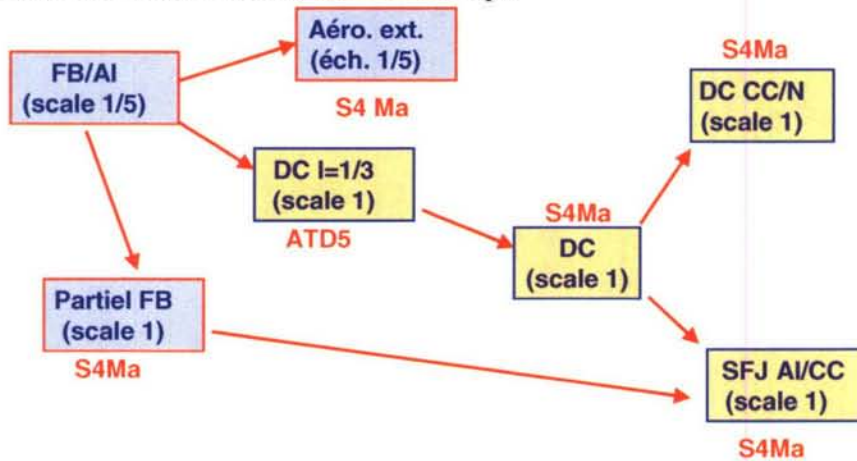 Aéro. ext.
(éch. 1/5)
S4 Ma
FB/AI
(scale 1/5)
S4Ma
DC CC/N
(scale 1)
DC l=1/3
(scale 1)
ATD5
S4Ma
DC
(scale 1)
Partiel FB
(scale 1)
S4Ma
SFJ AI/CC
(scale 1)
S4Ma